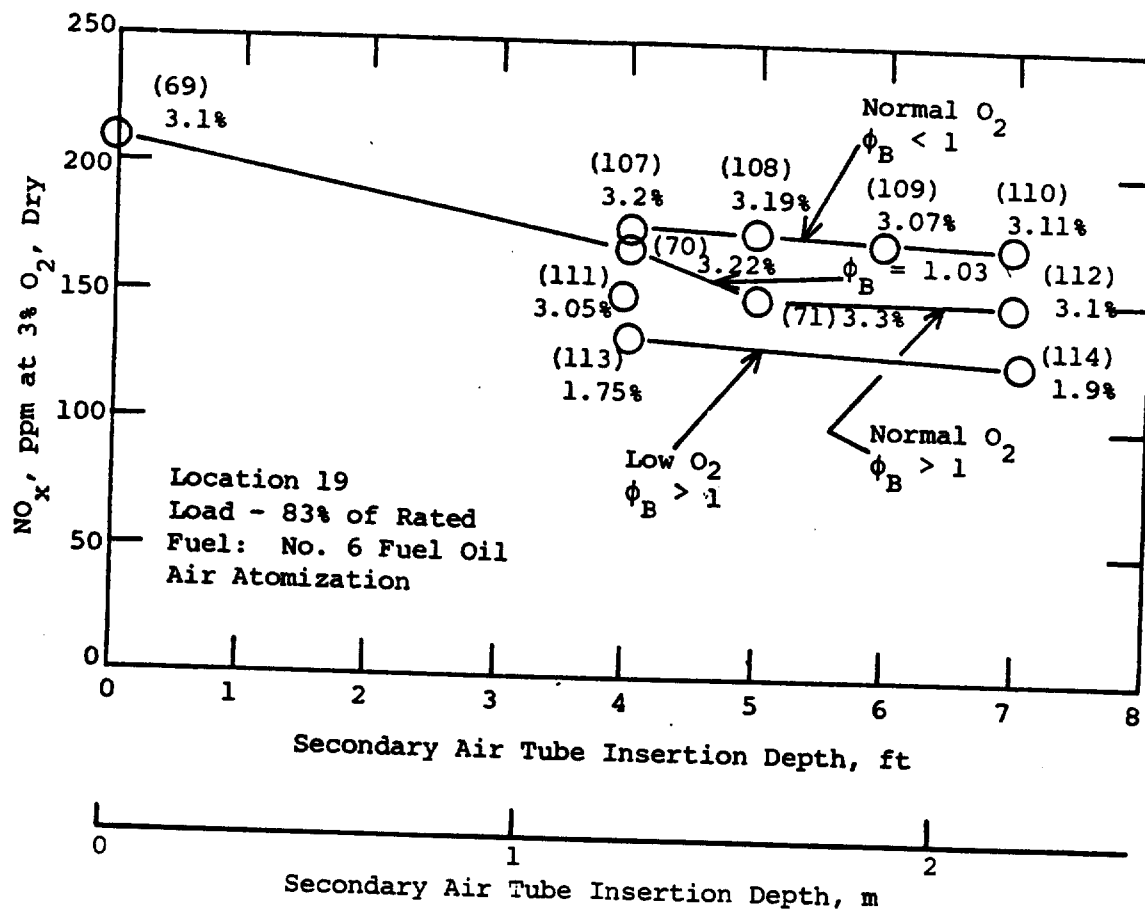 250
200
150
100
50
0
NOx, ppm at 3% O2, Dry
(69)
3.1%
(107)
3.2%
(108)
3.19%
Normal O2
ϕB < 1
(109)
3.07%
(110)
3.11%
(70)
3.22%
ϕB = 1.03
(111)
3.05%
(71) 3.3%
(112)
3.1%
(113)
1.75%
(114)
1.9%
Low O2
ϕB > 1
Normal O2
ϕB > 1
Location 19
Load - 83% of Rated
Fuel: No. 6 Fuel Oil
Air Atomization
0 1 2 3 4 5 6 7 8
Secondary Air Tube Insertion Depth, ft
0 1 2
Secondary Air Tube Insertion Depth, m